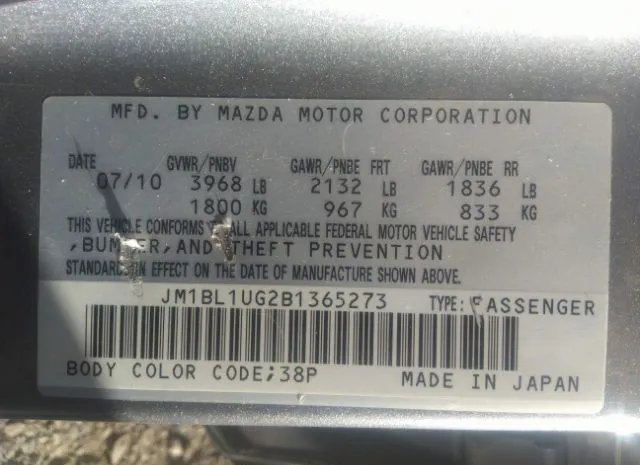 MFD. BY MAZDA MOTOR CORPORATION
DATE GVWR/PNBV GAWR/PNBE FRT GAWR/PNBE RR
07/10 3968 LB 2132 LB 1836 LB
1800 KG 967 KG 833 KG
THIS VEHICLE CONFORMS ALL APPLICABLE FEDERAL MOTOR VEHICLE SAFETY
,BUMPER,AND THEFT PREVENTION
STANDARDS IN EFFECT ON THE DATE OF MANUFACTURE SHOWN ABOVE.
JM1BL1UG2B1365273 TYPE:PASSENGER
BODY COLOR CODE;38P MADE IN JAPAN